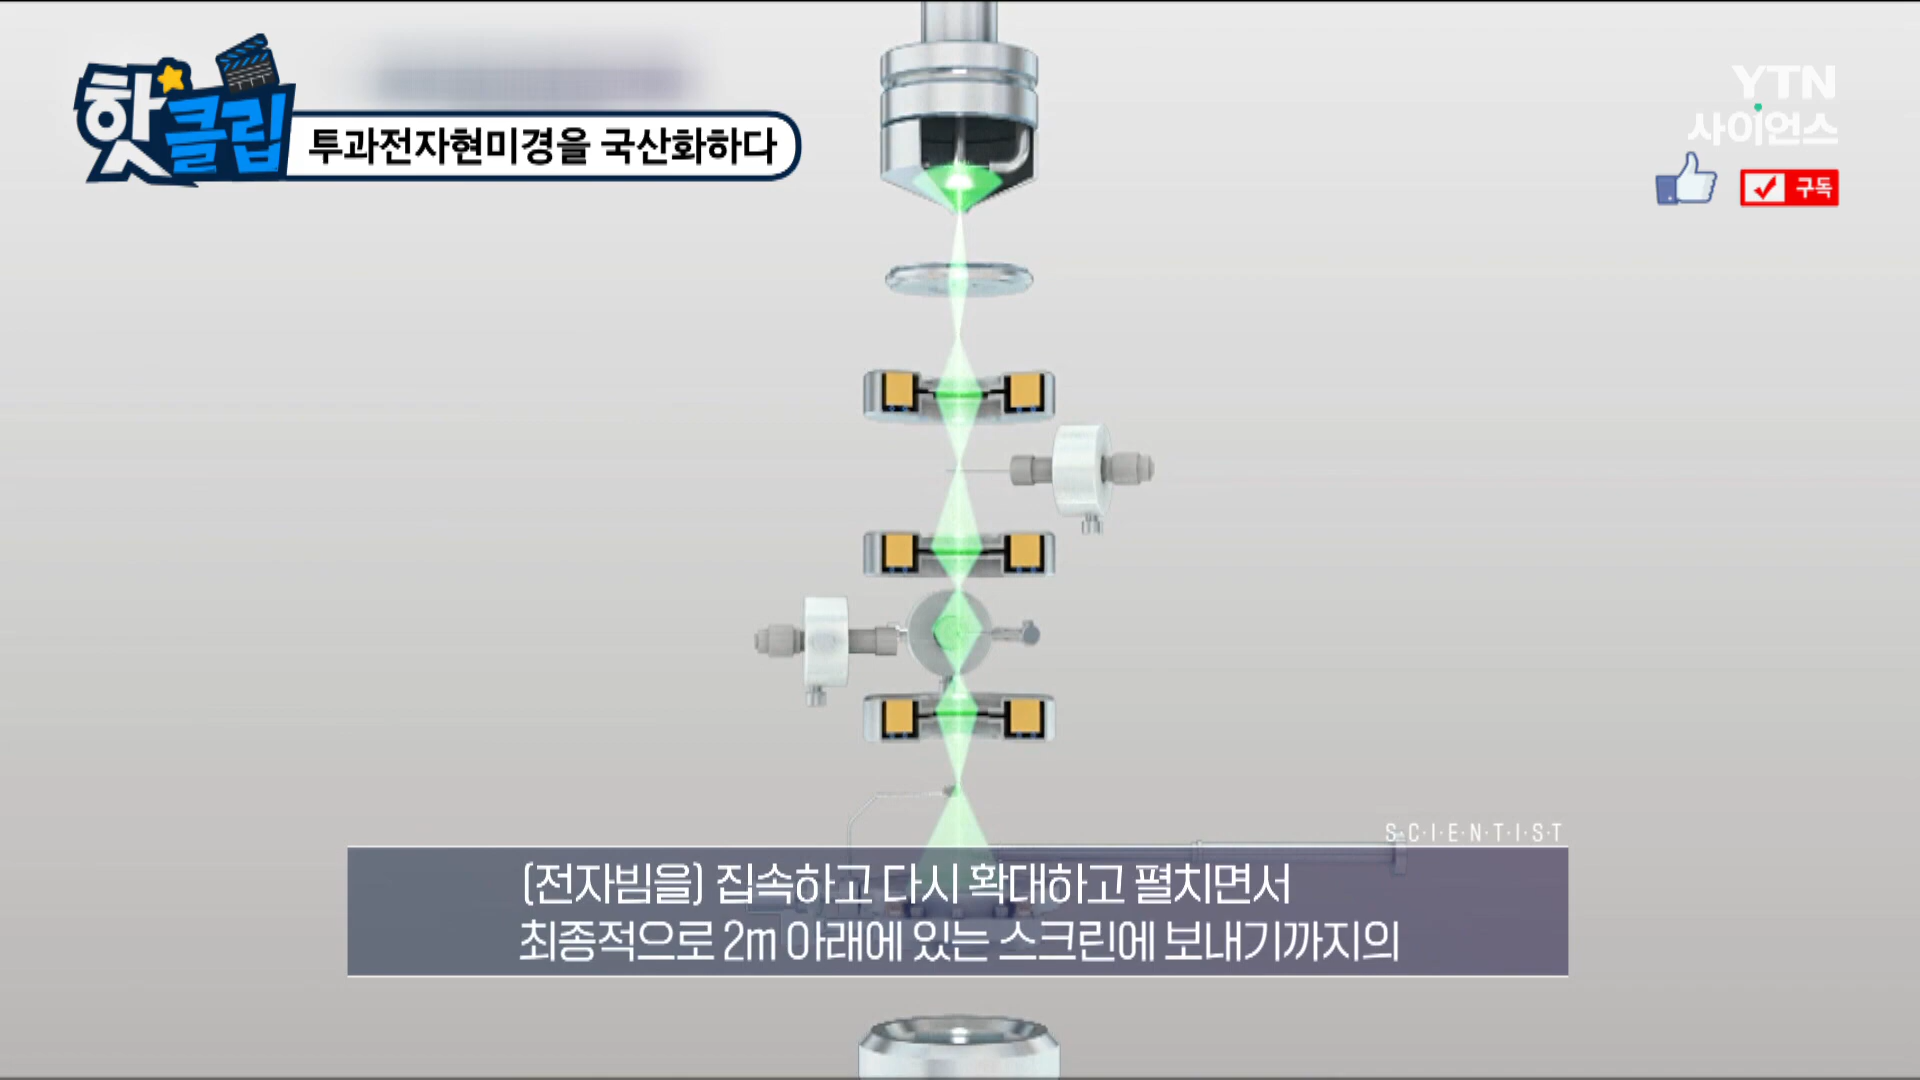 핫클립
투과전자현미경을 국산화하다
YTN
사이언스
구독
S·C·I·E·N·T·I·S·T
(전자빔을) 집속하고 다시 확대하고 펼치면서
최종적으로 2m 아래에 있는 스크린에 보내기까지의